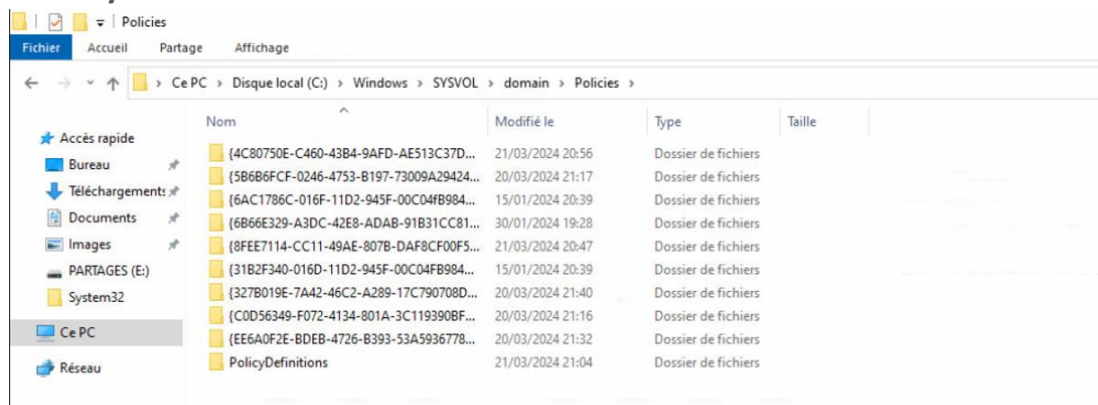 Policies
Fichier Accueil Partage Affichage
Ce PC > Disque local (C:) > Windows > SYSVOL > domain > Policies >
Nom Modifié le Type Taille
Accès rapide
Bureau
Téléchargements
Documents
Images
PARTAGES (E:)
System32
Ce PC
Réseau
{4C80750E-C460-43B4-9AFD-AE513C37D... 21/03/2024 20:56 Dossier de fichiers
{5B6B6FCF-0246-4753-B197-73009A29424... 20/03/2024 21:17 Dossier de fichiers
{6AC1786C-016F-11D2-945F-00C04fB984... 15/01/2024 20:39 Dossier de fichiers
{6B66E329-A3DC-42E8-ADAB-91B31CC81... 30/01/2024 19:28 Dossier de fichiers
{8FEE7114-CC11-49AE-807B-DAF8CF00F5... 21/03/2024 20:47 Dossier de fichiers
{31B2F340-016D-11D2-945F-00C04FB984... 15/01/2024 20:39 Dossier de fichiers
{327B019E-7A42-46C2-A289-17C790708D... 20/03/2024 21:40 Dossier de fichiers
{C0D56349-F072-4134-801A-3C119390BF... 20/03/2024 21:16 Dossier de fichiers
{EE6A0F2E-BDEB-4726-B393-53A5936778... 20/03/2024 21:32 Dossier de fichiers
PolicyDefinitions 21/03/2024 21:04 Dossier de fichiers